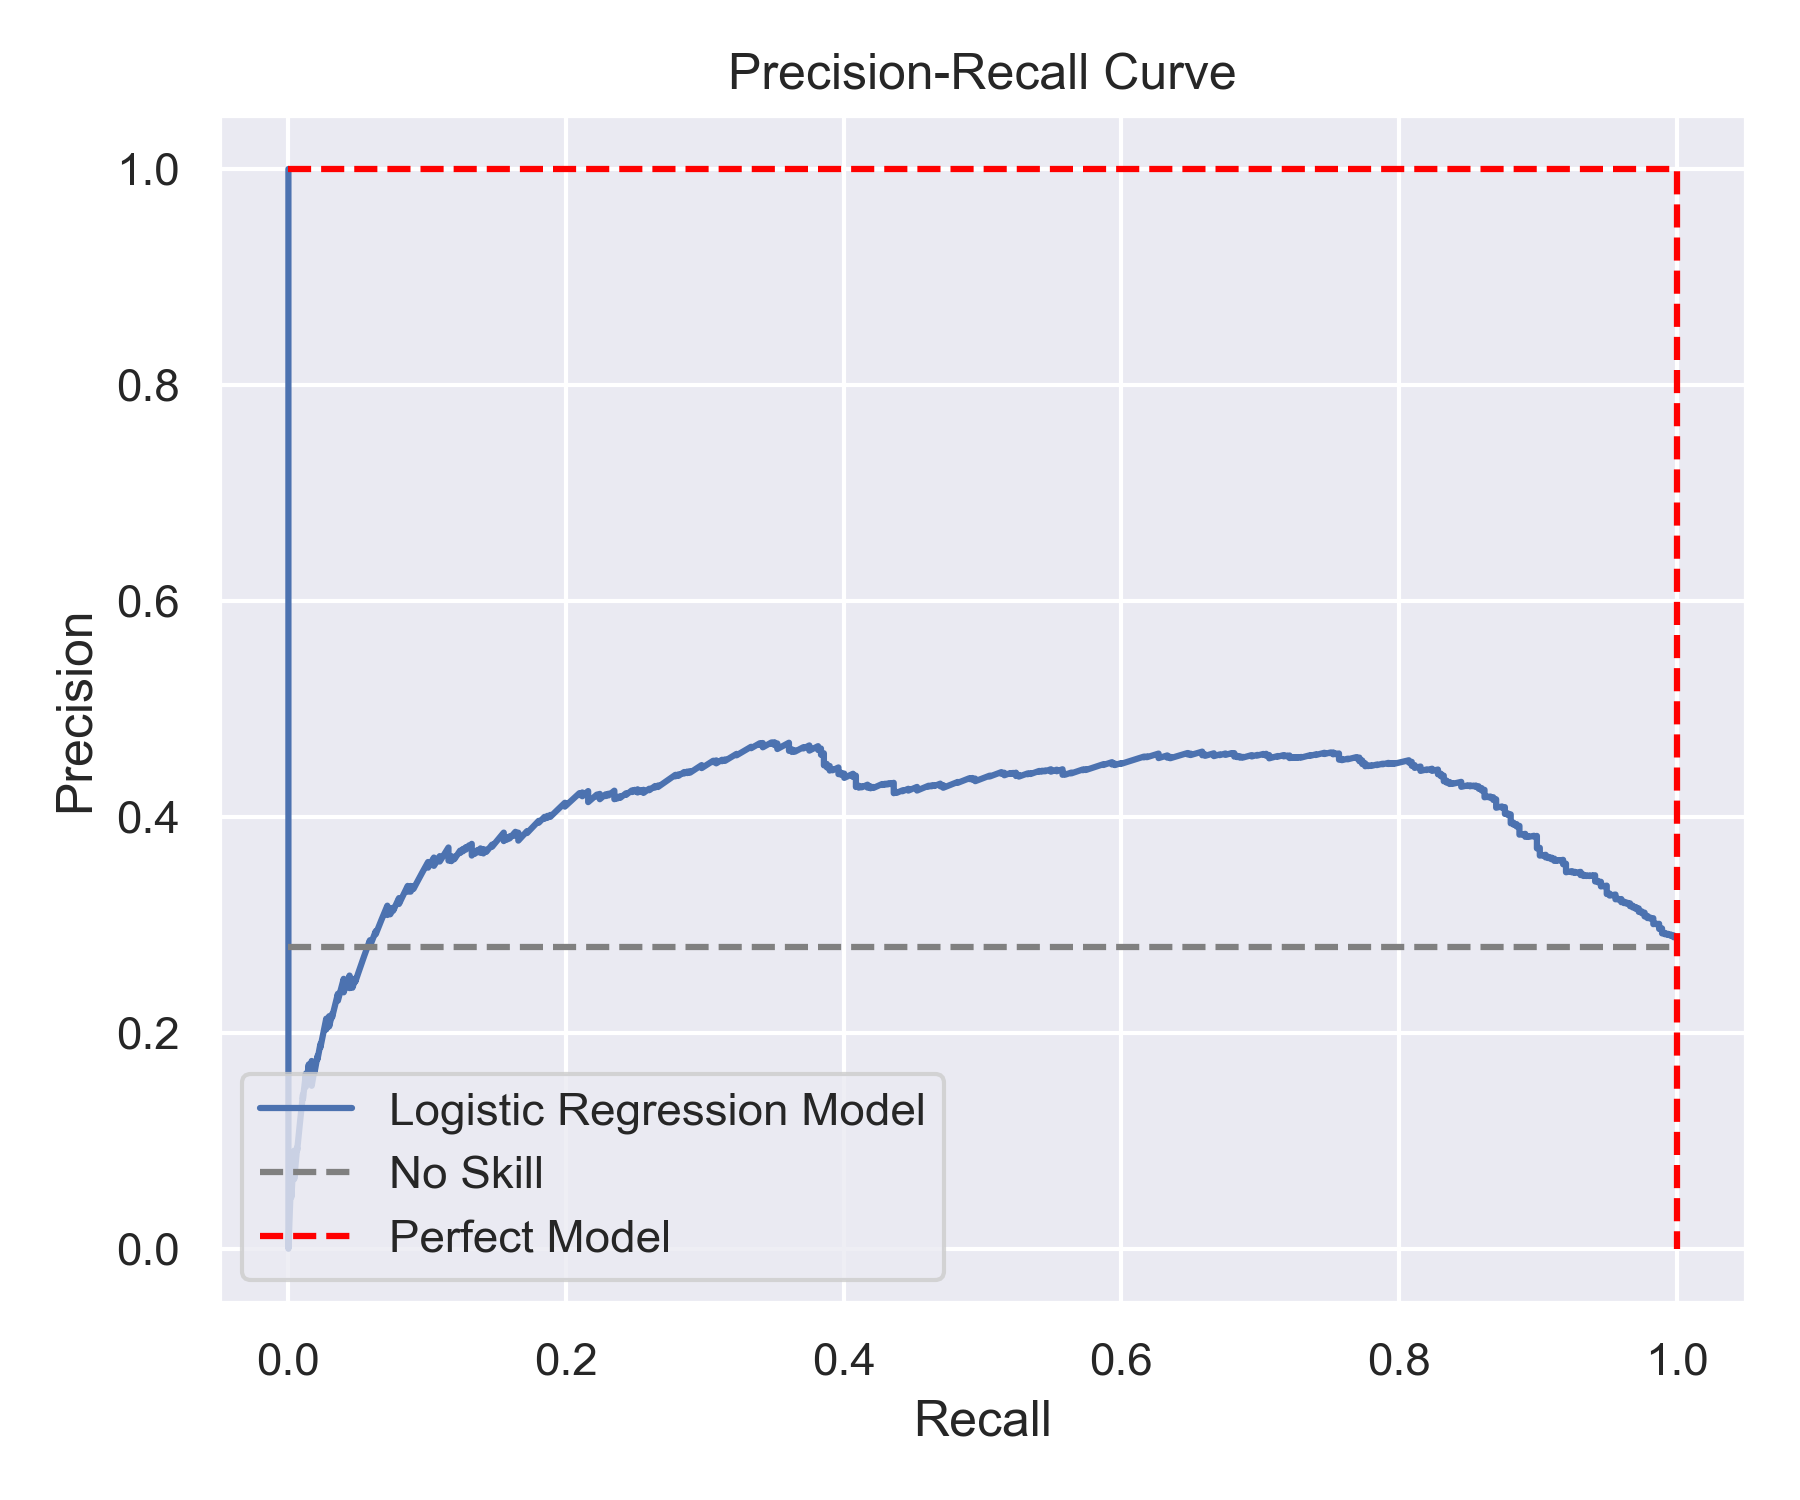 Precision-Recall Curve
1.0
0.8
0.6
0.4
0.2
0.0
Precision
Logistic Regression Model
No Skill
Perfect Model
0.0 0.2 0.4 0.6 0.8 1.0
Recall